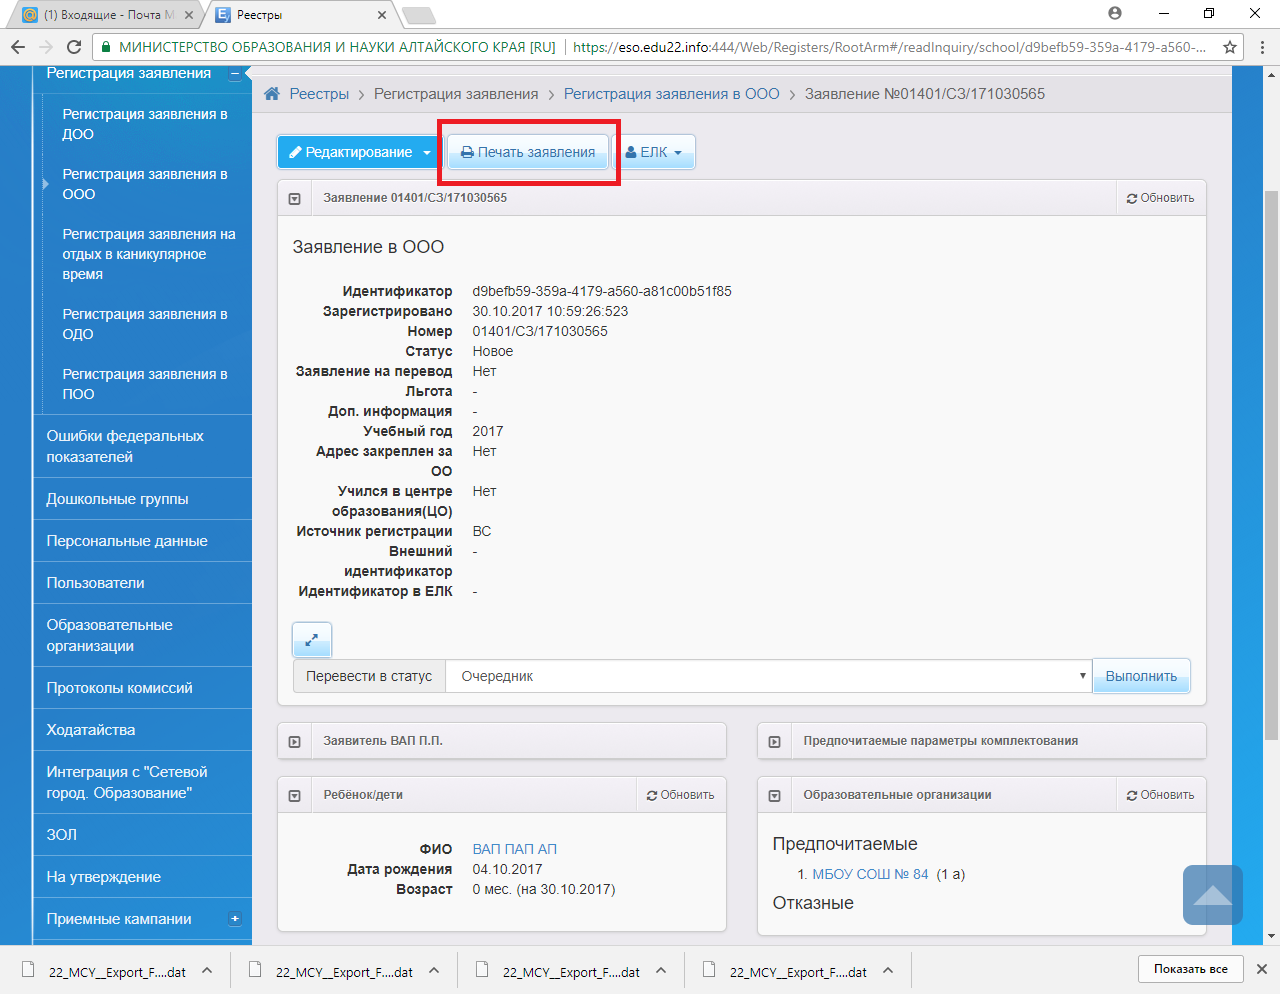 (1) Входящие - Почта М
Реестры
МИНИСТЕРСТВО ОБРАЗОВАНИЯ И НАУКИ АЛТАЙСКОГО КРАЯ [RU]
https://eso.edu22.info:444/Web/Registers/RootArm#/readInquiry/school/d9befb59-359a-4179-a560-...
Регистрация заявления
Регистрация заявления в
ДОО
Регистрация заявления в
ООО
Регистрация заявления на
отдых в каникулярное
время
Регистрация заявления в
ОДО
Регистрация заявления в
ПОО
Ошибки федеральных
показателей
Дошкольные группы
Персональные данные
Пользователи
Образовательные
организации
Протоколы комиссий
Ходатайства
Интеграция с "Сетевой
город. Образование"
ЗОЛ
На утверждение
Приемные кампании
Реестры > Регистрация заявления > Регистрация заявления в ООО > Заявление №01401/СЗ/171030565
Редактирование Печать заявления ЕЛК
Заявление 01401/СЗ/171030565 Обновить
Заявление в ООО
Идентификатор d9befb59-359a-4179-a560-a81c00b51f85
Зарегистрировано 30.10.2017 10:59:26:523
Номер 01401/СЗ/171030565
Статус Новое
Заявление на перевод Нет
Льгота -
Доп. информация -
Учебный год 2017
Адрес закреплен за Нет
ОО
Учился в центре Нет
образования(ЦО)
Источник регистрации ВС
Внешний -
идентификатор
Идентификатор в ЕЛК -
Перевести в статус Очередник Выполнить
Заявитель ВАП П.П.
Предпочитаемые параметры комплектования
Ребёнок/дети Обновить
ФИО ВАП ПАП АП
Дата рождения 04.10.2017
Возраст 0 мес. (на 30.10.2017)
Образовательные организации Обновить
Предпочитаемые
1. МБОУ СОШ № 84 (1 а)
Отказные
22_MCY__Export_F....dat
22_MCY__Export_F....dat
22_MCY__Export_F....dat
22_MCY__Export_F....dat
Показать все